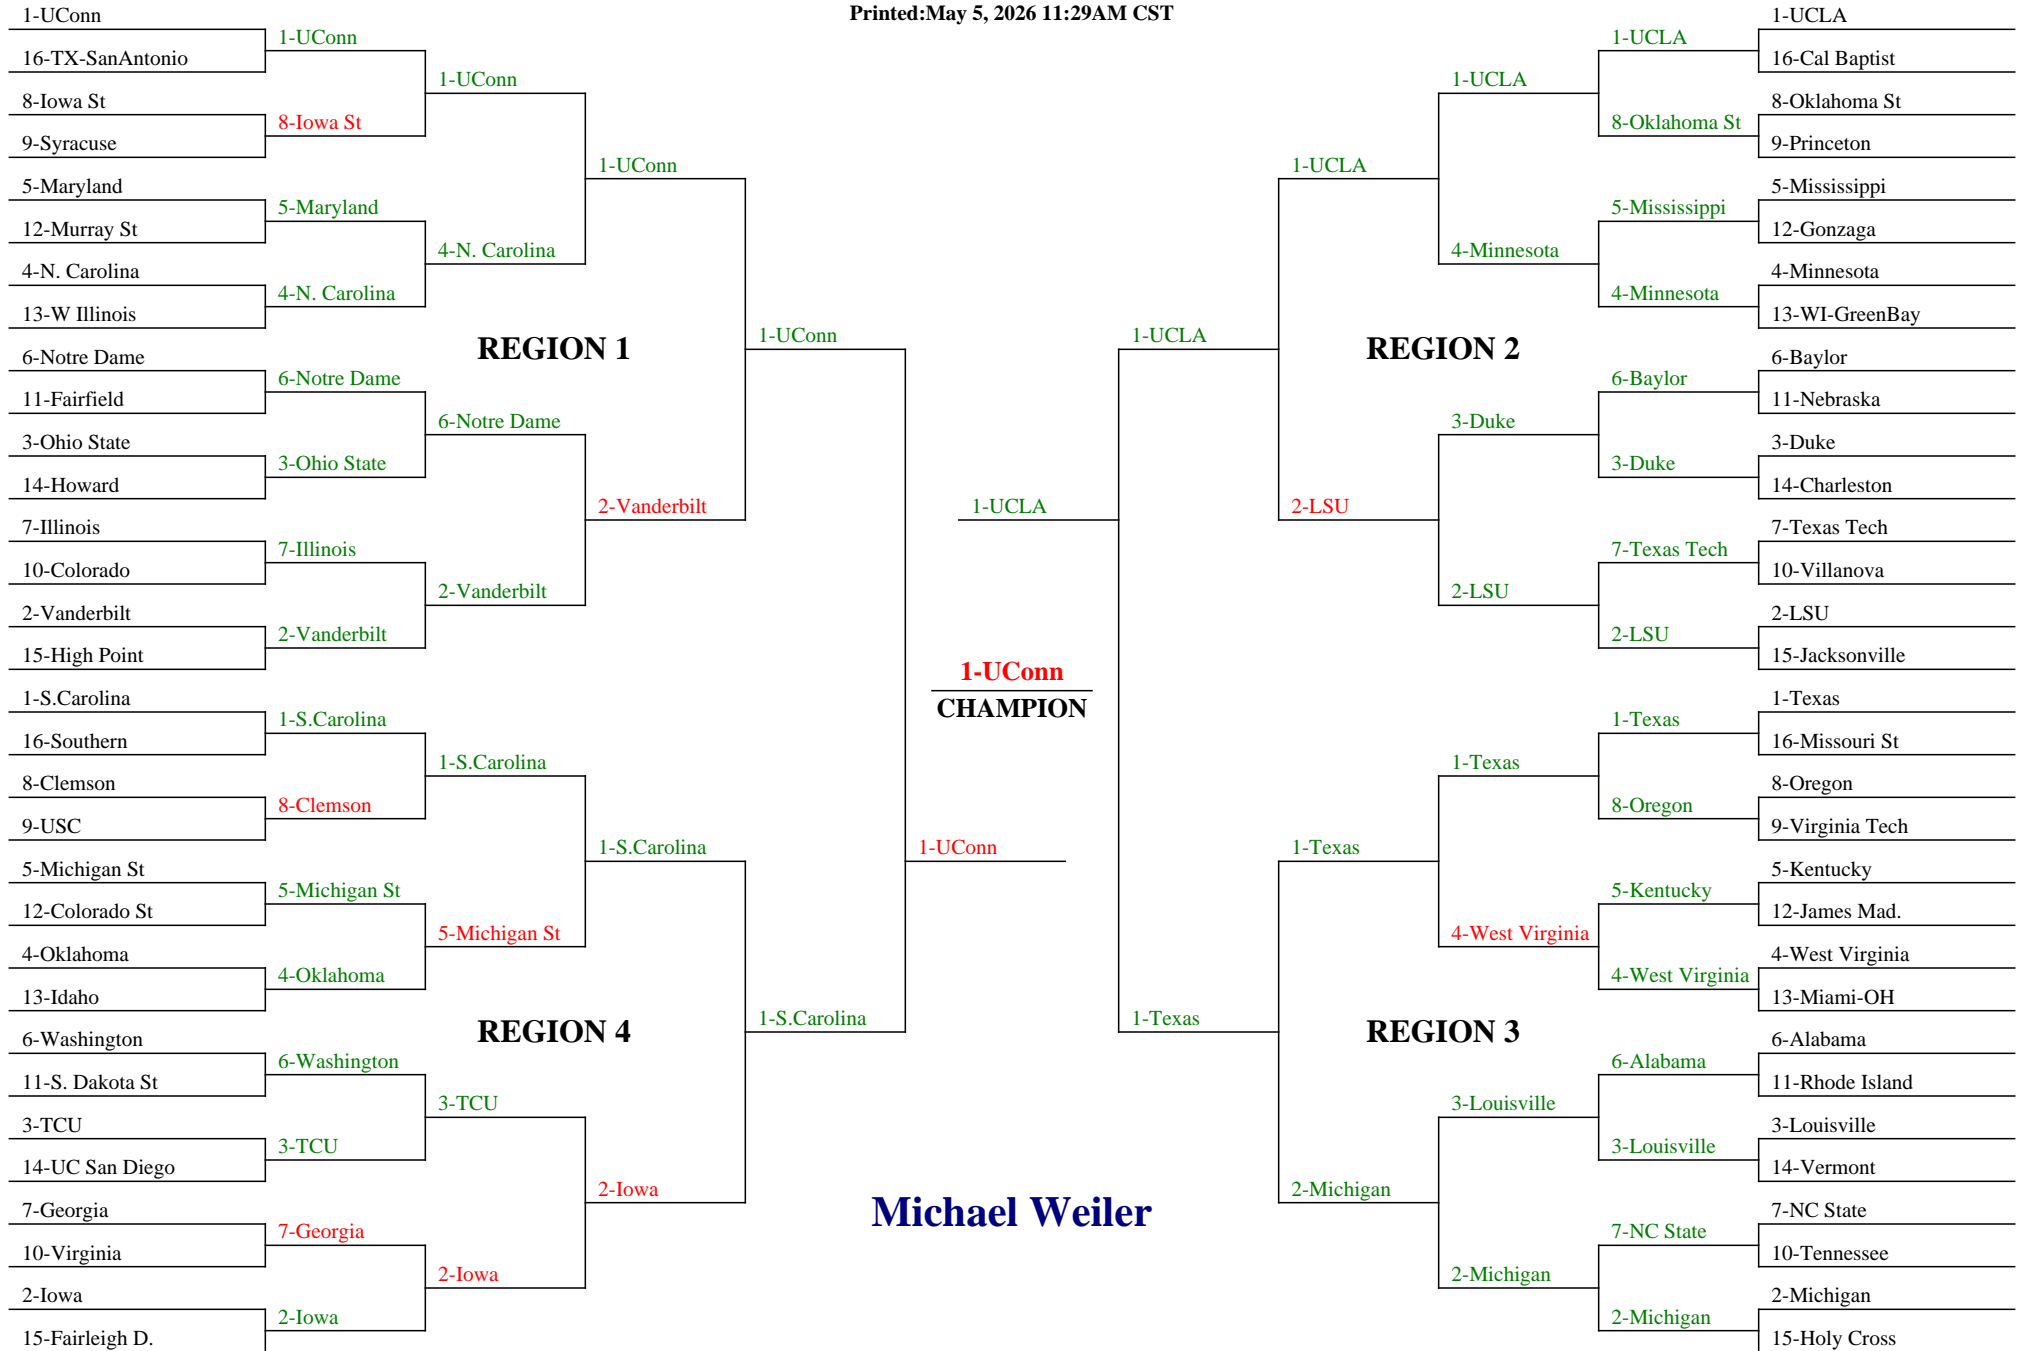 Printed:May 5, 2026 11:29AM CST
1-UConn
16-TX-SanAntonio
8-Iowa St
9-Syracuse
5-Maryland
12-Murray St
4-N. Carolina
13-W Illinois
6-Notre Dame
11-Fairfield
3-Ohio State
14-Howard
7-Illinois
10-Colorado
2-Vanderbilt
15-High Point
1-S.Carolina
16-Southern
8-Clemson
9-USC
5-Michigan St
12-Colorado St
4-Oklahoma
13-Idaho
6-Washington
11-S. Dakota St
3-TCU
14-UC San Diego
7-Georgia
10-Virginia
2-Iowa
15-Fairleigh D.
1-UConn
8-Iowa St
5-Maryland
4-N. Carolina
6-Notre Dame
3-Ohio State
7-Illinois
2-Vanderbilt
1-S.Carolina
8-Clemson
5-Michigan St
4-Oklahoma
6-Washington
3-TCU
7-Georgia
2-Iowa
1-UConn
4-N. Carolina
6-Notre Dame
2-Vanderbilt
1-S.Carolina
5-Michigan St
3-TCU
2-Iowa
REGION 1
REGION 4
1-UConn
2-Vanderbilt
1-S.Carolina
2-Iowa
1-UConn
1-S.Carolina
1-UCLA
1-UConn
CHAMPION
1-UConn
Michael Weiler
1-UCLA
1-Texas
1-UCLA
2-LSU
1-Texas
2-Michigan
REGION 2
REGION 3
1-UCLA
4-Minnesota
3-Duke
2-LSU
1-Texas
4-West Virginia
3-Louisville
2-Michigan
1-UCLA
8-Oklahoma St
5-Mississippi
4-Minnesota
6-Baylor
3-Duke
7-Texas Tech
2-LSU
1-Texas
8-Oregon
5-Kentucky
4-West Virginia
6-Alabama
3-Louisville
7-NC State
2-Michigan
1-UCLA
16-Cal Baptist
8-Oklahoma St
9-Princeton
5-Mississippi
12-Gonzaga
4-Minnesota
13-WI-GreenBay
6-Baylor
11-Nebraska
3-Duke
14-Charleston
7-Texas Tech
10-Villanova
2-LSU
15-Jacksonville
1-Texas
16-Missouri St
8-Oregon
9-Virginia Tech
5-Kentucky
12-James Mad.
4-West Virginia
13-Miami-OH
6-Alabama
11-Rhode Island
3-Louisville
14-Vermont
7-NC State
10-Tennessee
2-Michigan
15-Holy Cross